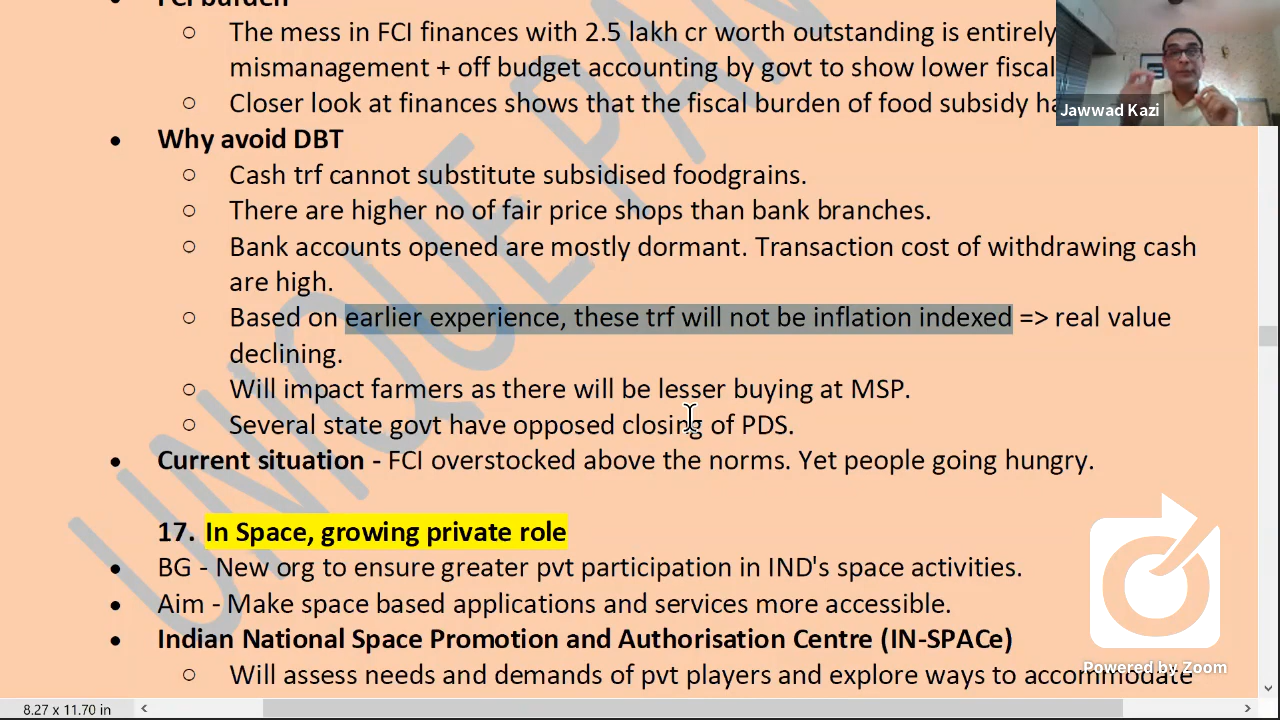 FCI burden
○ The mess in FCI finances with 2.5 lakh cr worth outstanding is entirely
mismanagement + off budget accounting by govt to show lower fiscal
○ Closer look at finances shows that the fiscal burden of food subsidy
Jawwad Kazi
● Why avoid DBT
○ Cash trf cannot substitute subsidised foodgrains.
○ There are higher no of fair price shops than bank branches.
○ Bank accounts opened are mostly dormant. Transaction cost of withdrawing cash
are high.
○ Based on earlier experience, these trf will not be inflation indexed => real value
declining.
○ Will impact farmers as there will be lesser buying at MSP.
○ Several state govt have opposed closing of PDS.
● Current situation - FCI overstocked above the norms. Yet people going hungry.
17. In Space, growing private role
● BG - New org to ensure greater pvt participation in IND's space activities.
● Aim - Make space based applications and services more accessible.
● Indian National Space Promotion and Authorisation Centre (IN-SPACe)
○ Will assess needs and demands of pvt players and explore ways to accommodate
Powered by Zoom
8.27 x 11.70 in
UNIQUE